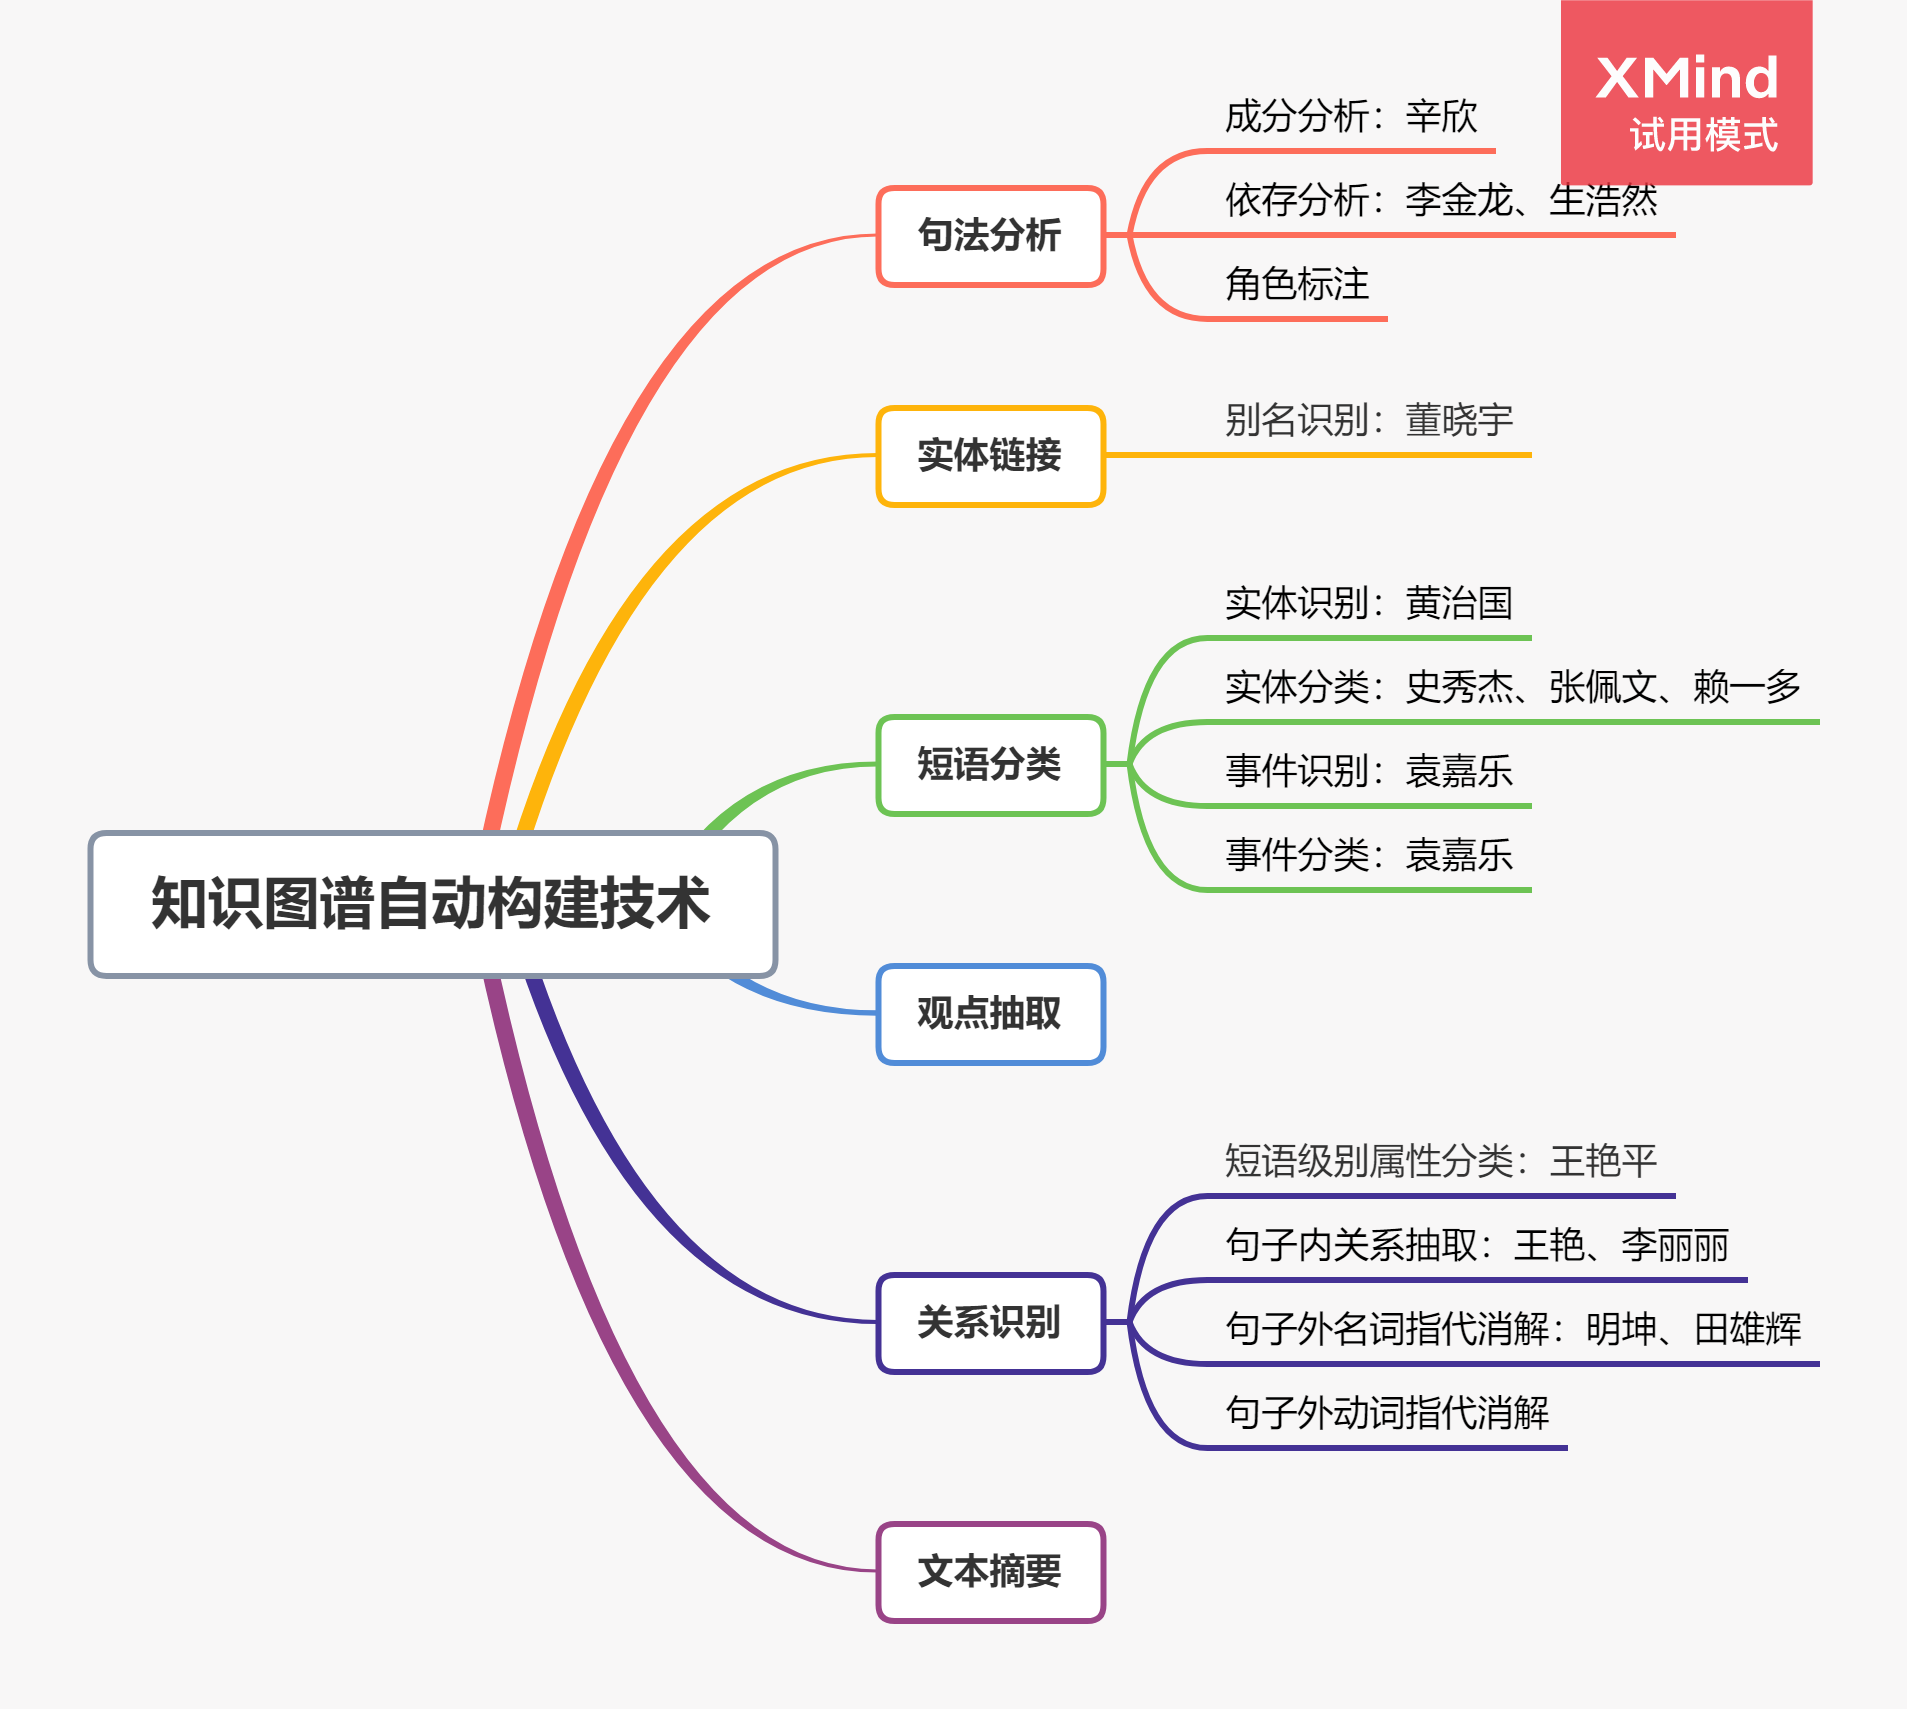 XMind
试用模式
成分分析：辛欣
依存分析：李金龙、生浩然
句法分析
角色标注
别名识别：董晓宇
实体链接
实体识别：黄治国
实体分类：史秀杰、张佩文、赖一多
短语分类
事件识别：袁嘉乐
事件分类：袁嘉乐
知识图谱自动构建技术
观点抽取
短语级别属性分类：王艳平
句子内关系抽取：王艳、李丽丽
关系识别
句子外名词指代消解：明坤、田雄辉
句子外动词指代消解
文本摘要